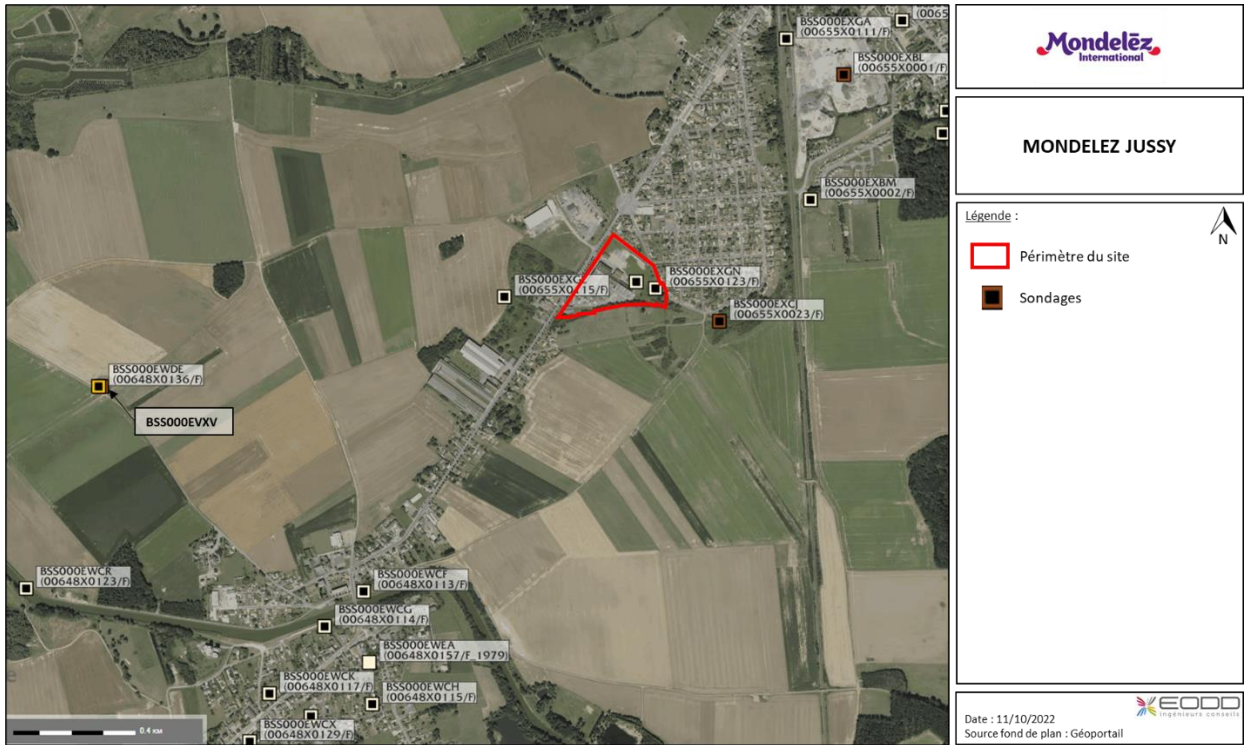 BSS000EXGA
(00655X0111/F)
BSS000EXBL
(00655X0001/F)
BSS000EXBM
(00655X0002/F)
BSS000EXGN
(00655X0123/F)
BSS000EXCJ
(00655X0023/F)
BSS000EWDE
(00648X0136/F)
BSS000EVXV
BSS000EWCR
(00648X0123/F)
BSS000EWCF
(00648X0113/F)
BSS000EWCG
(00648X0114/F)
BSS000EWEA
(00648X0157/F_1979)
BSS000EWCK
(00648X0117/F)
BSS000EWCH
(00648X0115/F)
BSS000EWCX
(00648X0129/F)
0.4 KM
Mondelēz
International
MONDELEZ JUSSY
Légende :
N
Périmètre du site
Sondages
EODD
ingénieurs conseils
Date : 11/10/2022
Source fond de plan : Géoportail